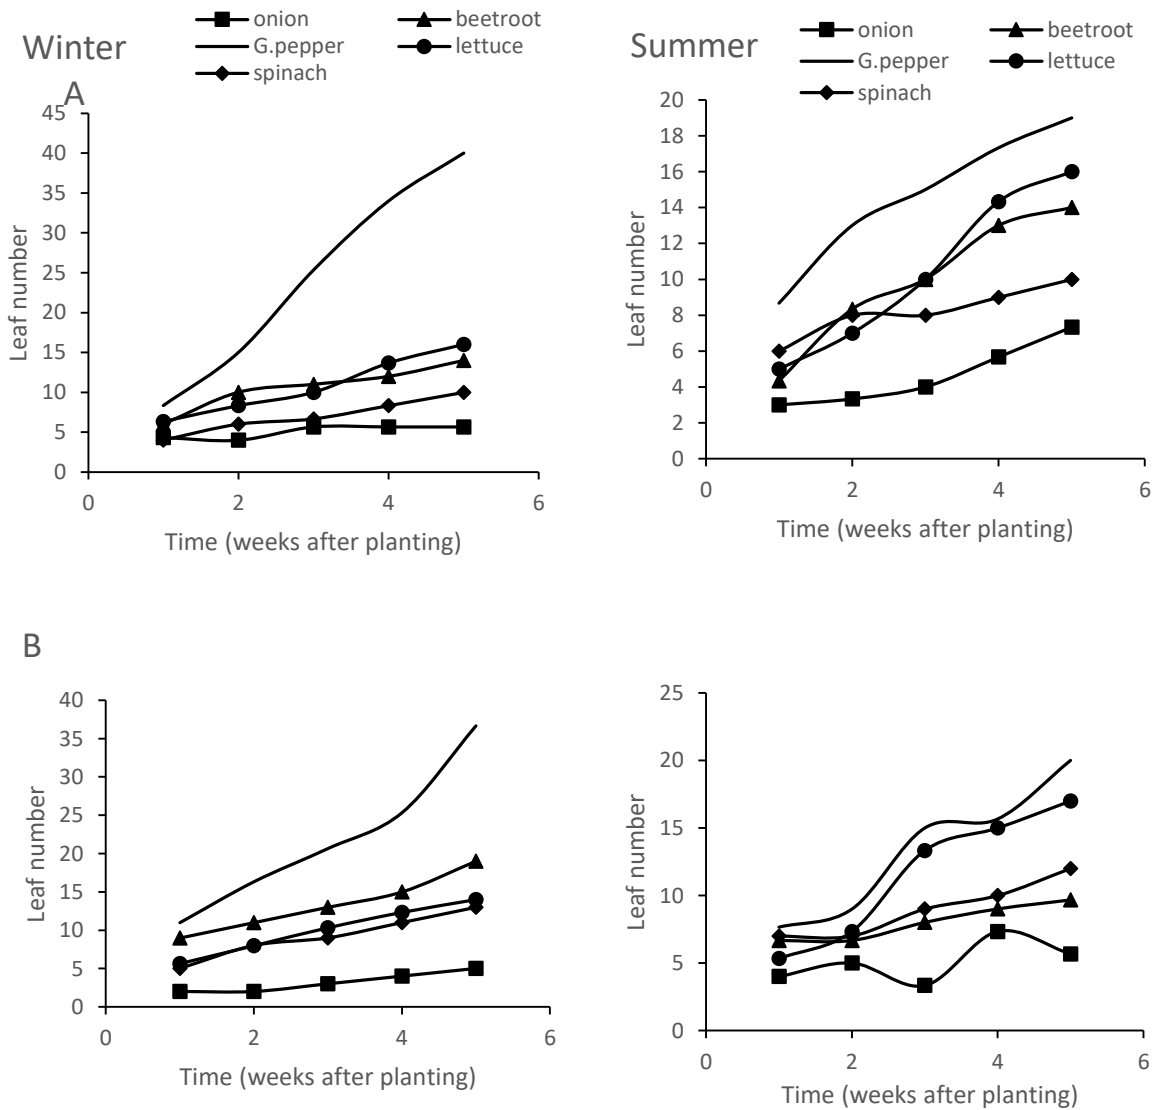 Winter
onion beetroot
G.pepper lettuce
spinach
A
45
40
35
30
25
20
15
10
5
0
Leaf number
0 2 4 6
Time (weeks after planting)
Summer
onion beetroot
G.pepper lettuce
spinach
20
18
16
14
12
10
8
6
4
2
0
Leaf number
0 2 4 6
Time (weeks after planting)
B
40
35
30
25
20
15
10
5
0
Leaf number
0 2 4 6
Time (weeks after planting)
25
20
15
10
5
0
Leaf number
0 2 4 6
Time (weeks after planting)